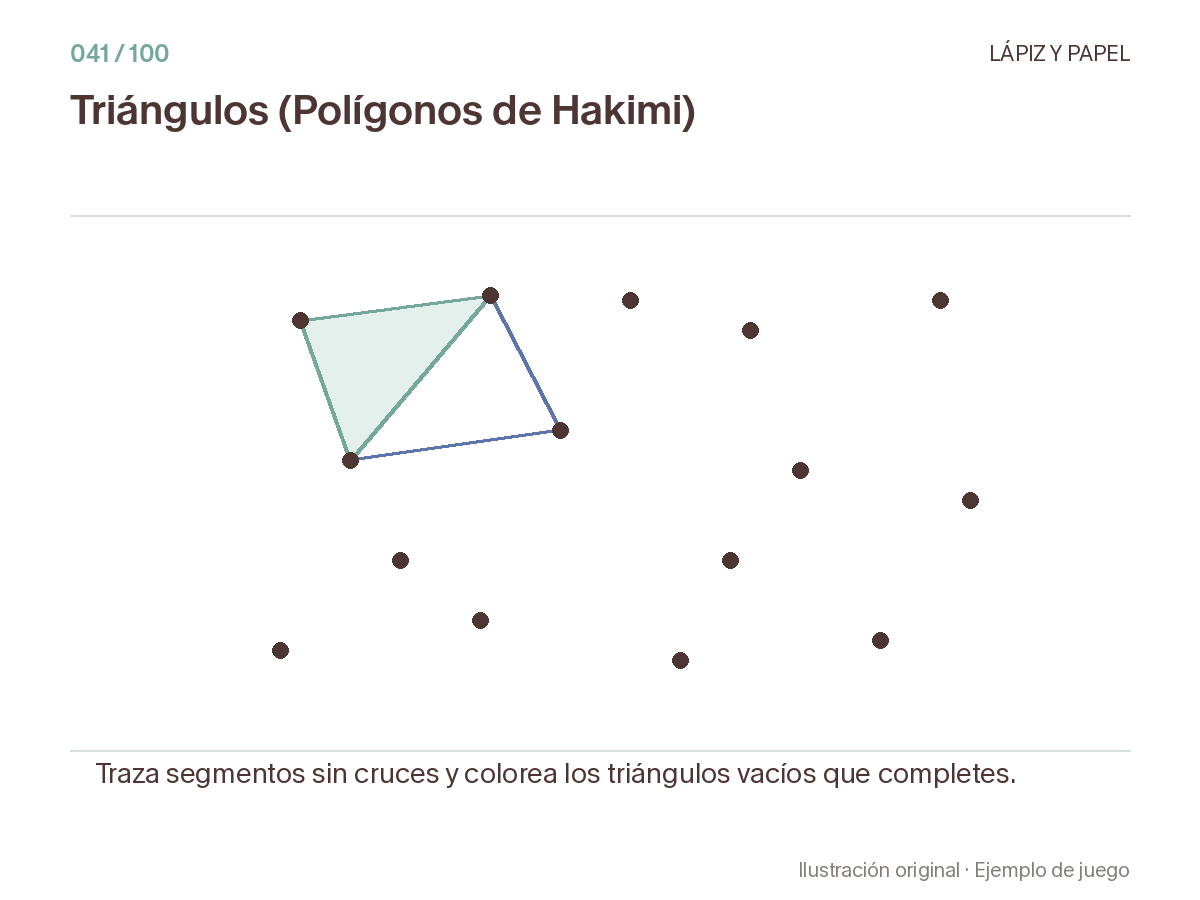 041 / 100
LÁPIZ Y PAPEL
Triángulos (Polígonos de Hakimi)
Traza segmentos sin cruces y colorea los triángulos vacíos que completes.
Ilustración original · Ejemplo de juego